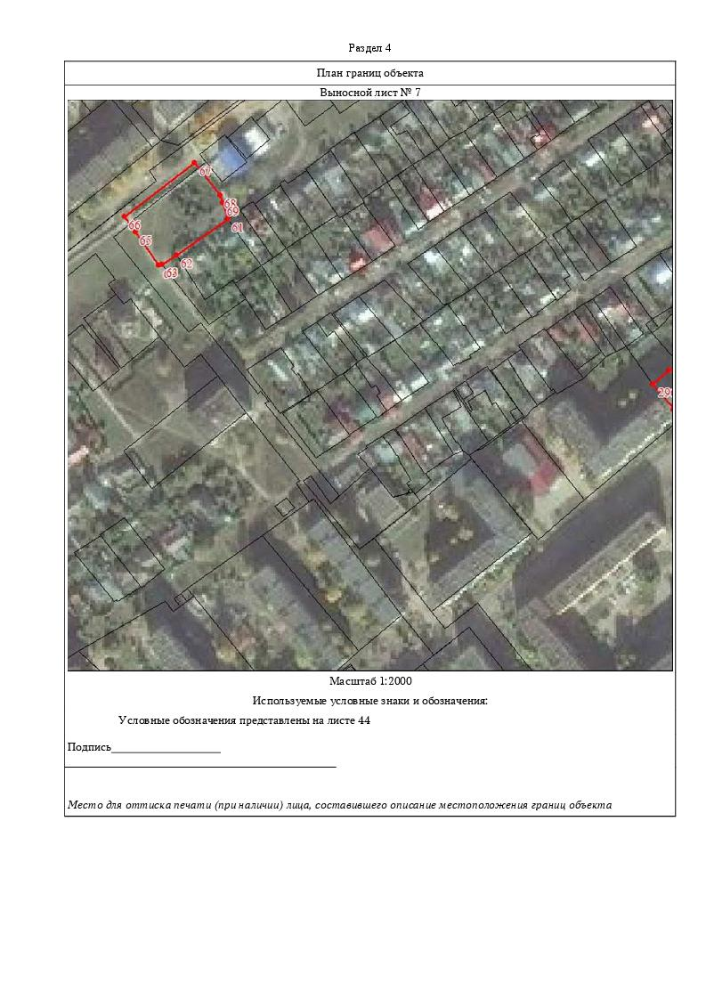 Раздел 4
План границ объекта
Выносной лист № 7
67
68
69
61
66
65
62
63
29
Масштаб 1:2000
Используемые условные знаки и обозначения:
Условные обозначения представлены на листе 44
Подпись____________________
Место для оттиска печати (при наличии) лица, составившего описание местоположения границ объекта